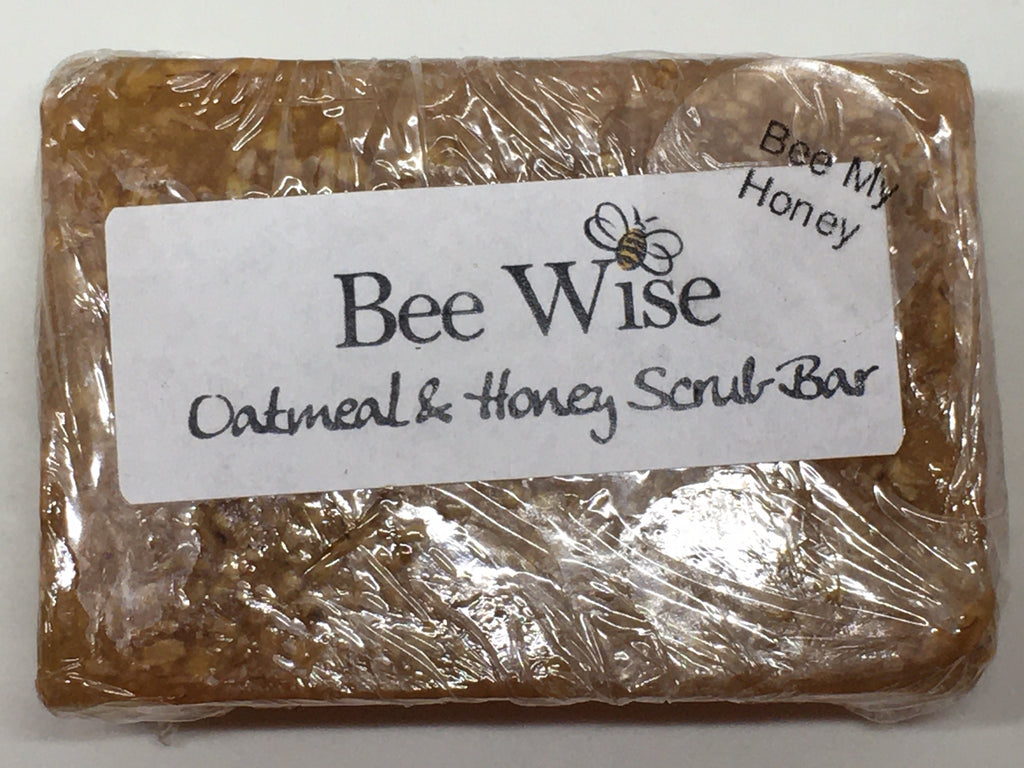 Bee My
Honey
Bee Wise
Oatmeal & Honey Scrub Bar